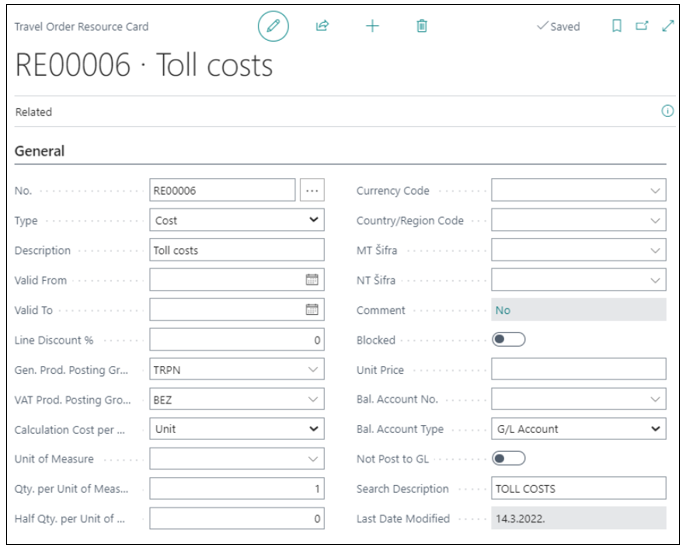 Travel Order Resource Card
Saved
RE00006 · Toll costs
Related
General
No. RE00006
Type Cost
Description Toll costs
Valid From
Valid To
Line Discount % 0
Gen. Prod. Posting Gr... TRPN
VAT Prod. Posting Gro... BEZ
Calculation Cost per ... Unit
Unit of Measure
Qty. per Unit of Meas... 1
Half Qty. per Unit of ... 0
Currency Code
Country/Region Code
MT Šifra
NT Šifra
Comment No
Blocked
Unit Price
Bal. Account No.
Bal. Account Type G/L Account
Not Post to GL
Search Description TOLL COSTS
Last Date Modified 14.3.2022.